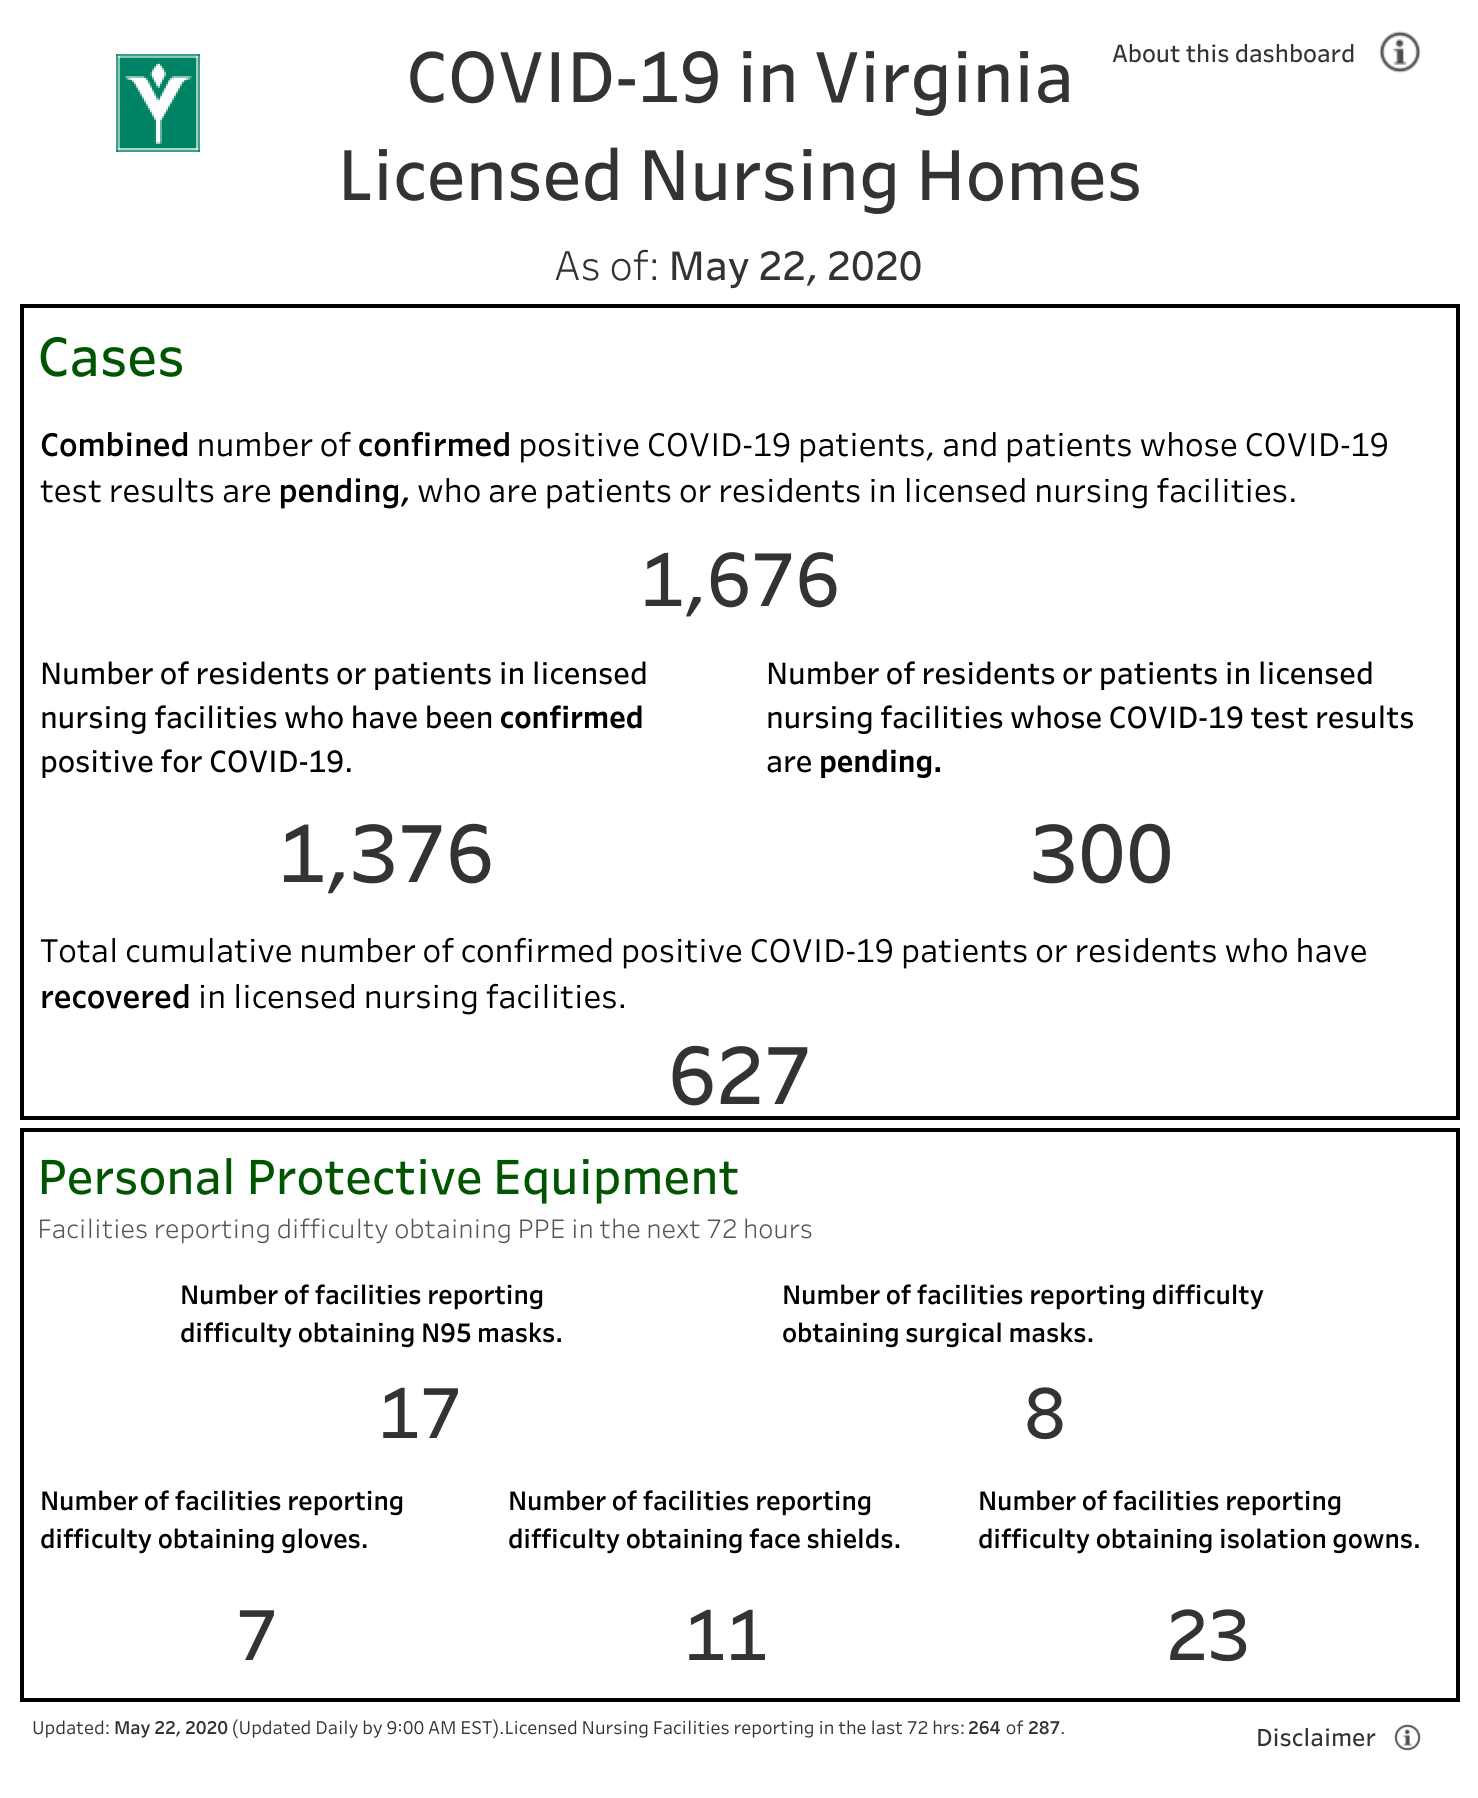 About this dashboard
COVID-19 in Virginia
Licensed Nursing Homes
As of: May 22, 2020
Cases
Combined number of confirmed positive COVID-19 patients, and patients whose COVID-19
test results are pending, who are patients or residents in licensed nursing facilities.
1,676
Number of residents or patients in licensed
nursing facilities who have been confirmed
positive for COVID-19.
1,376
Number of residents or patients in licensed
nursing facilities whose COVID-19 test results
are pending.
300
Total cumulative number of confirmed positive COVID-19 patients or residents who have
recovered in licensed nursing facilities.
627
Personal Protective Equipment
Facilities reporting difficulty obtaining PPE in the next 72 hours
Number of facilities reporting
difficulty obtaining N95 masks.
17
Number of facilities reporting difficulty
obtaining surgical masks.
8
Number of facilities reporting
difficulty obtaining gloves.
7
Number of facilities reporting
difficulty obtaining face shields.
11
Number of facilities reporting
difficulty obtaining isolation gowns.
23
Updated: May 22, 2020 (Updated Daily by 9:00 AM EST).Licensed Nursing Facilities reporting in the last 72 hrs: 264 of 287.
Disclaimer